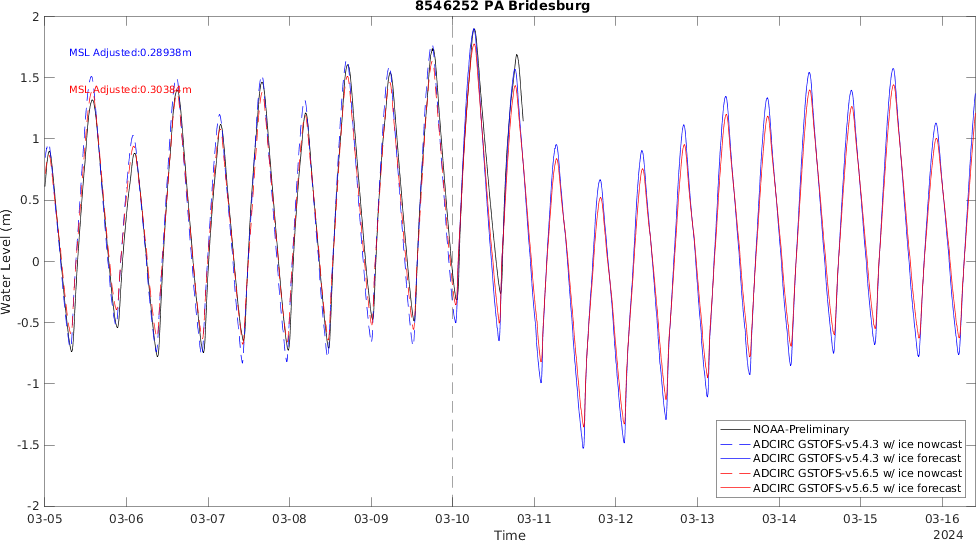 8546252 PA Bridesburg
MSL Adjusted:0.28938m
MSL Adjusted:0.30384m
Water Level (m)
2
1.5
1
0.5
0
-0.5
-1
-1.5
-2
NOAA-Preliminary
ADCIRC GSTOFS-v5.4.3 w/ ice nowcast
ADCIRC GSTOFS-v5.4.3 w/ ice forecast
ADCIRC GSTOFS-v5.6.5 w/ ice nowcast
ADCIRC GSTOFS-v5.6.5 w/ ice forecast
03-05 03-06 03-07 03-08 03-09 03-10 03-11 03-12 03-13 03-14 03-15 03-16
Time
2024